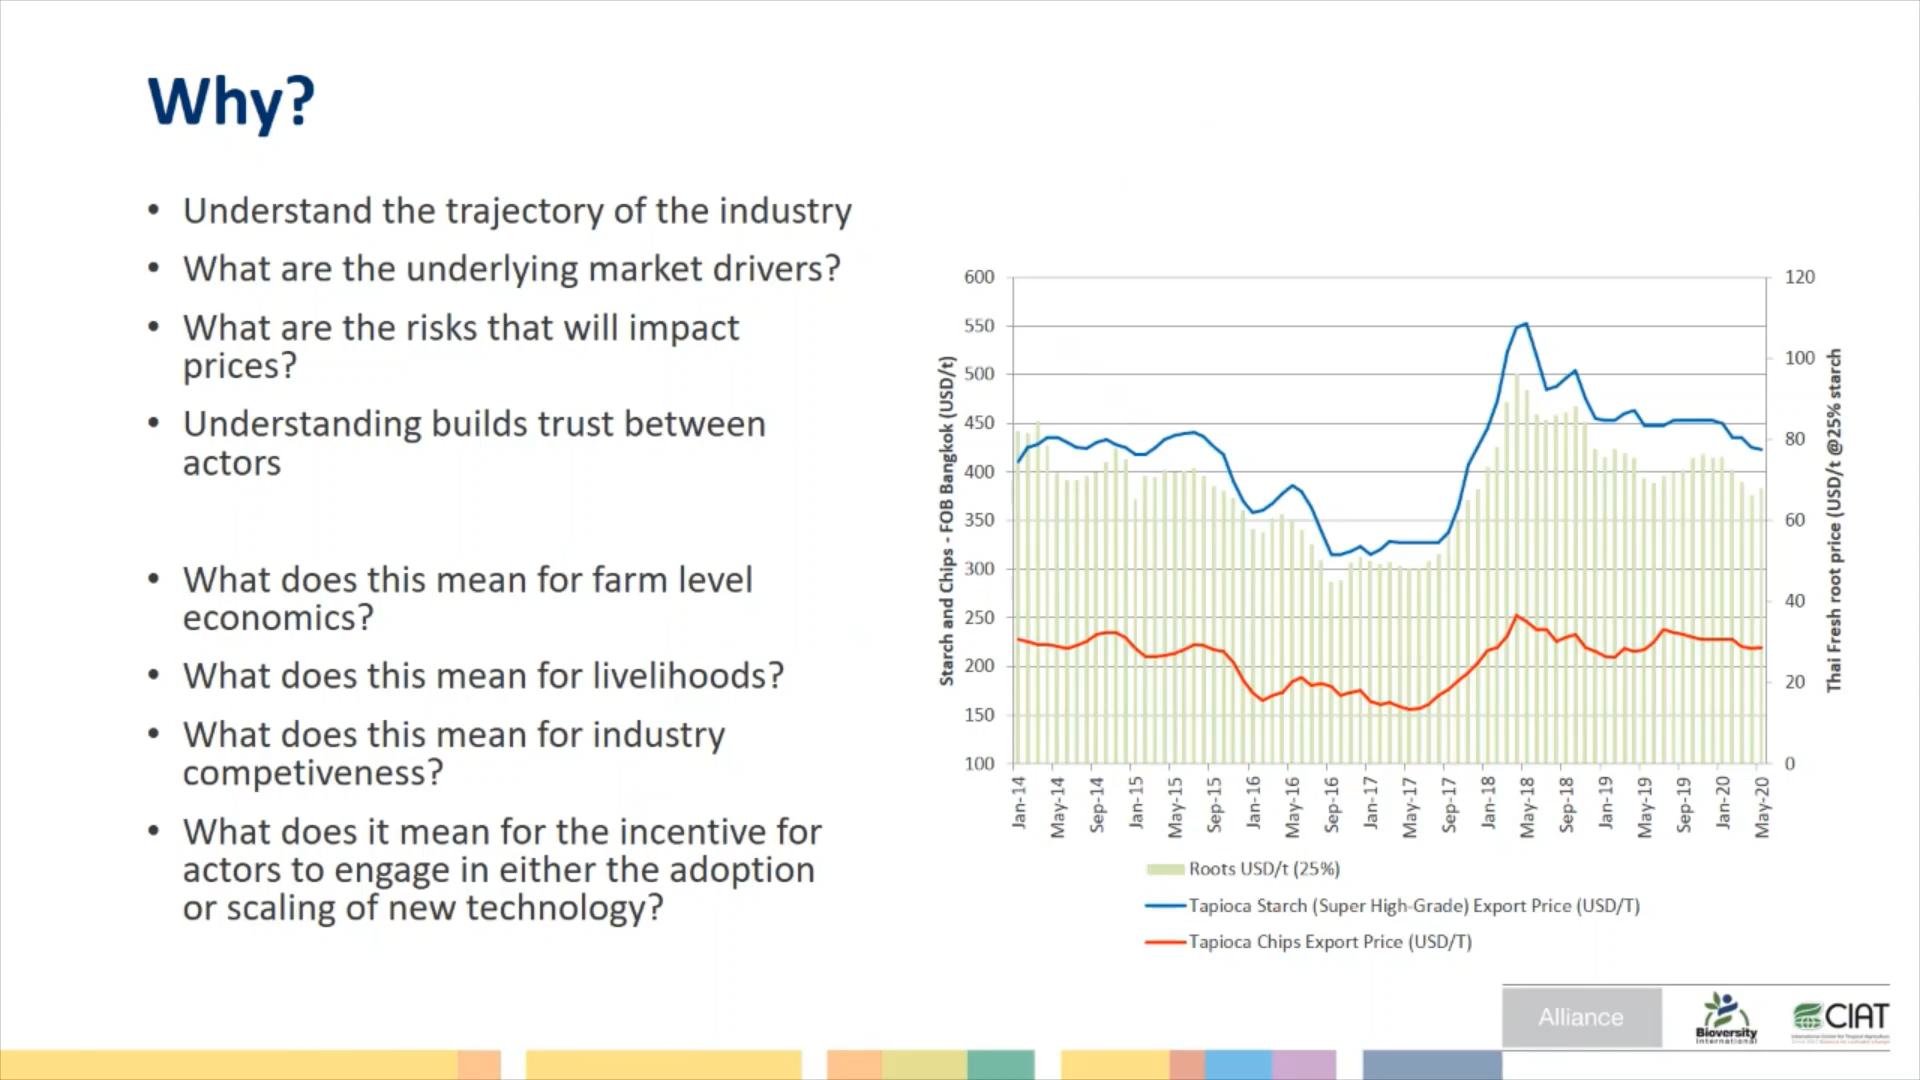 Why?
• Understand the trajectory of the industry
• What are the underlying market drivers?
• What are the risks that will impact
prices?
• Understanding builds trust between
actors
• What does this mean for farm level
economics?
• What does this mean for livelihoods?
• What does this mean for industry
competiveness?
• What does it mean for the incentive for
actors to engage in either the adoption
or scaling of new technology?
Starch and Chips - FOB Bangkok (USD/t)
600
550
500
450
400
350
300
250
200
150
100
120
100
80
60
40
20
0
Thai Fresh root price (USD/t @25% starch
Jan-14
May-14
Sep-14
Jan-15
May-15
Sep-15
Jan-16
May-16
Sep-16
Jan-17
May-17
Sep-17
Jan-18
May-18
Sep-18
Jan-19
May-19
Sep-19
Jan-20
May-20
Roots USD/t (25%)
Tapioca Starch (Super High-Grade) Export Price (USD/T)
Tapioca Chips Export Price (USD/T)
Alliance
Bioversity
International
CIAT
International Center for Tropical Agriculture